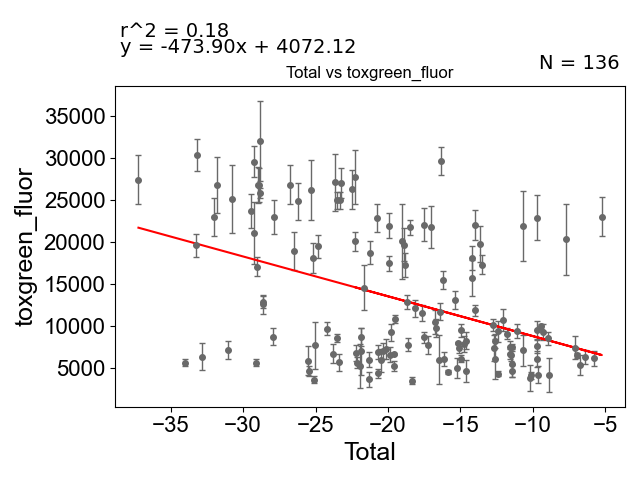 r^2 = 0.18
y = -473.90x + 4072.12
N = 136
Total vs toxgreen_fluor
35000
30000
25000
20000
15000
10000
5000
toxgreen_fluor
−35 −30 −25 −20 −15 −10 −5
Total